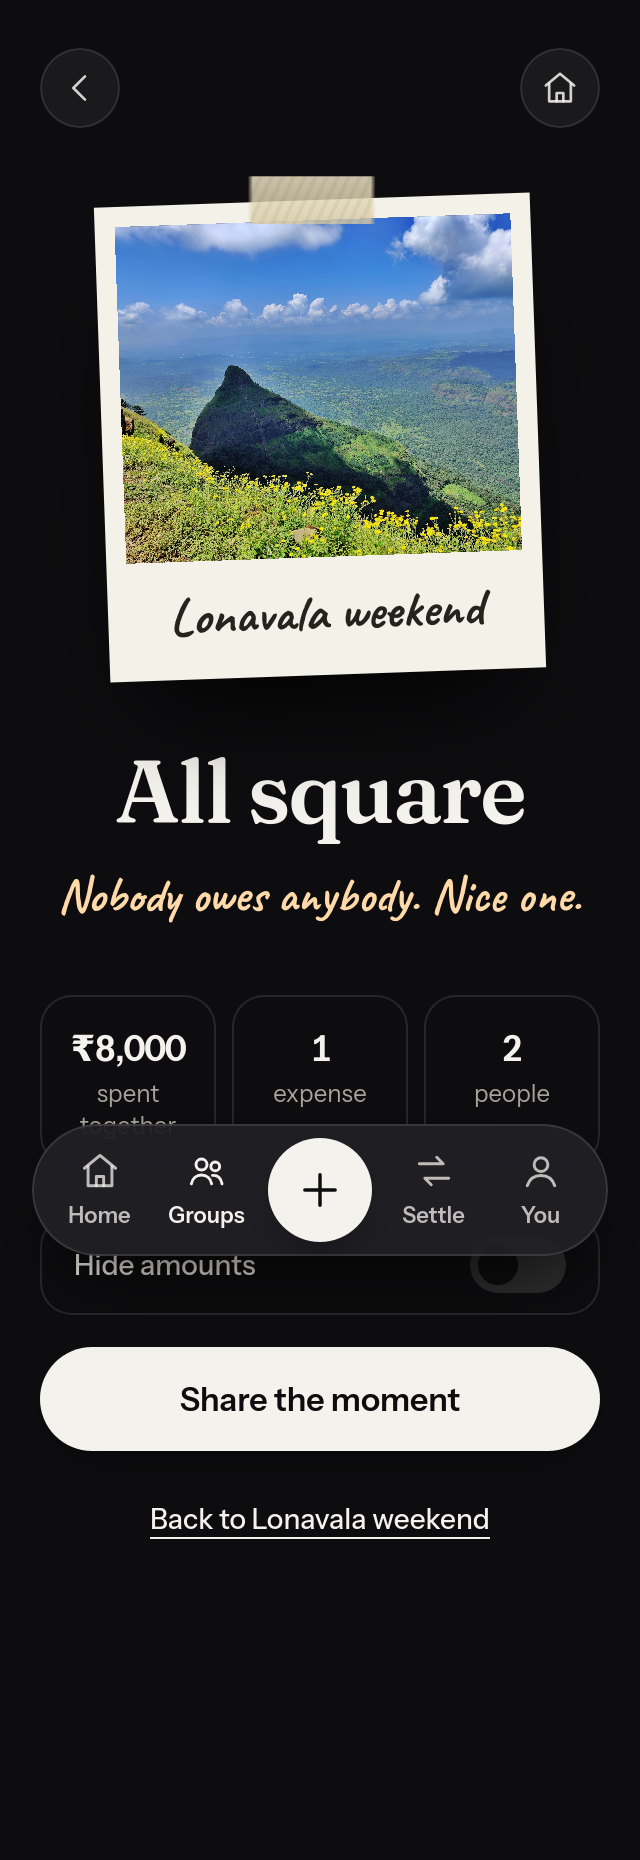 Lonavala weekend
All square
Nobody owes anybody. Nice one.
₹8,000
spent
together
1
expense
2
people
Home
Groups
Settle
You
Hide amounts
Share the moment
Back to Lonavala weekend